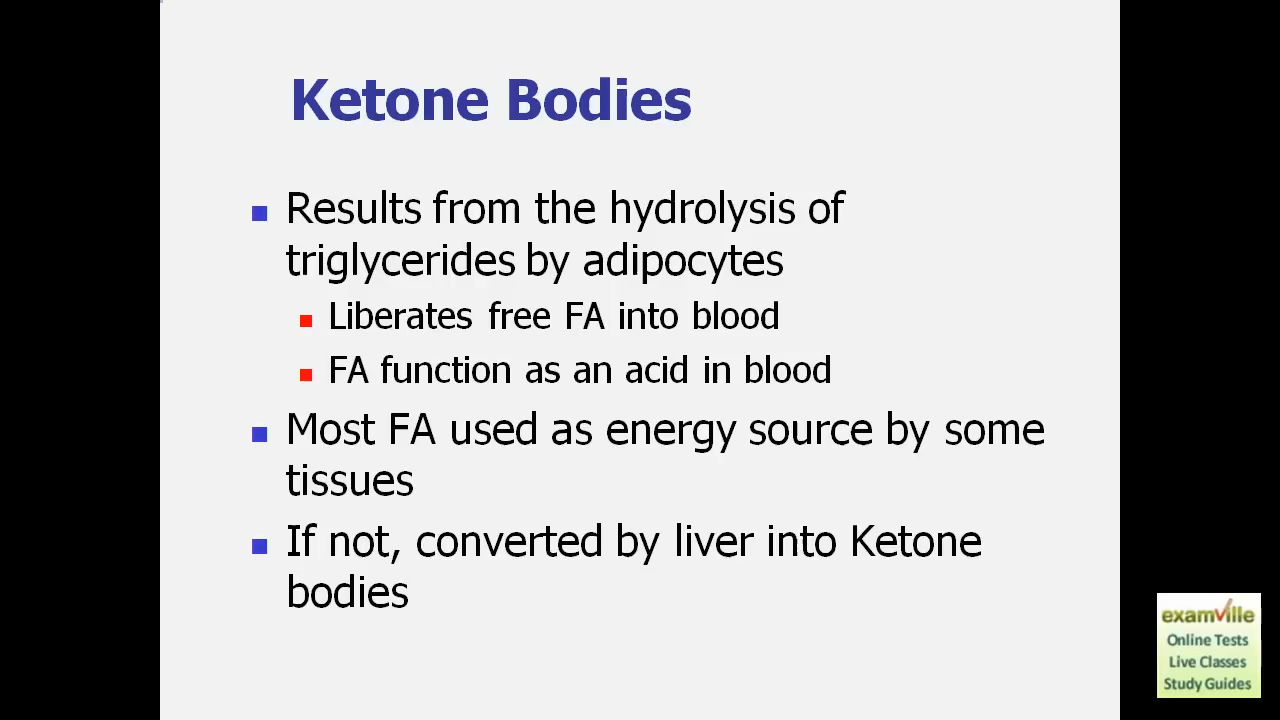 Ketone Bodies
Results from the hydrolysis of
triglycerides by adipocytes
Liberates free FA into blood
FA function as an acid in blood
Most FA used as energy source by some
tissues
If not, converted by liver into Ketone
bodies
examville
Online Tests
Live Classes
Study Guides